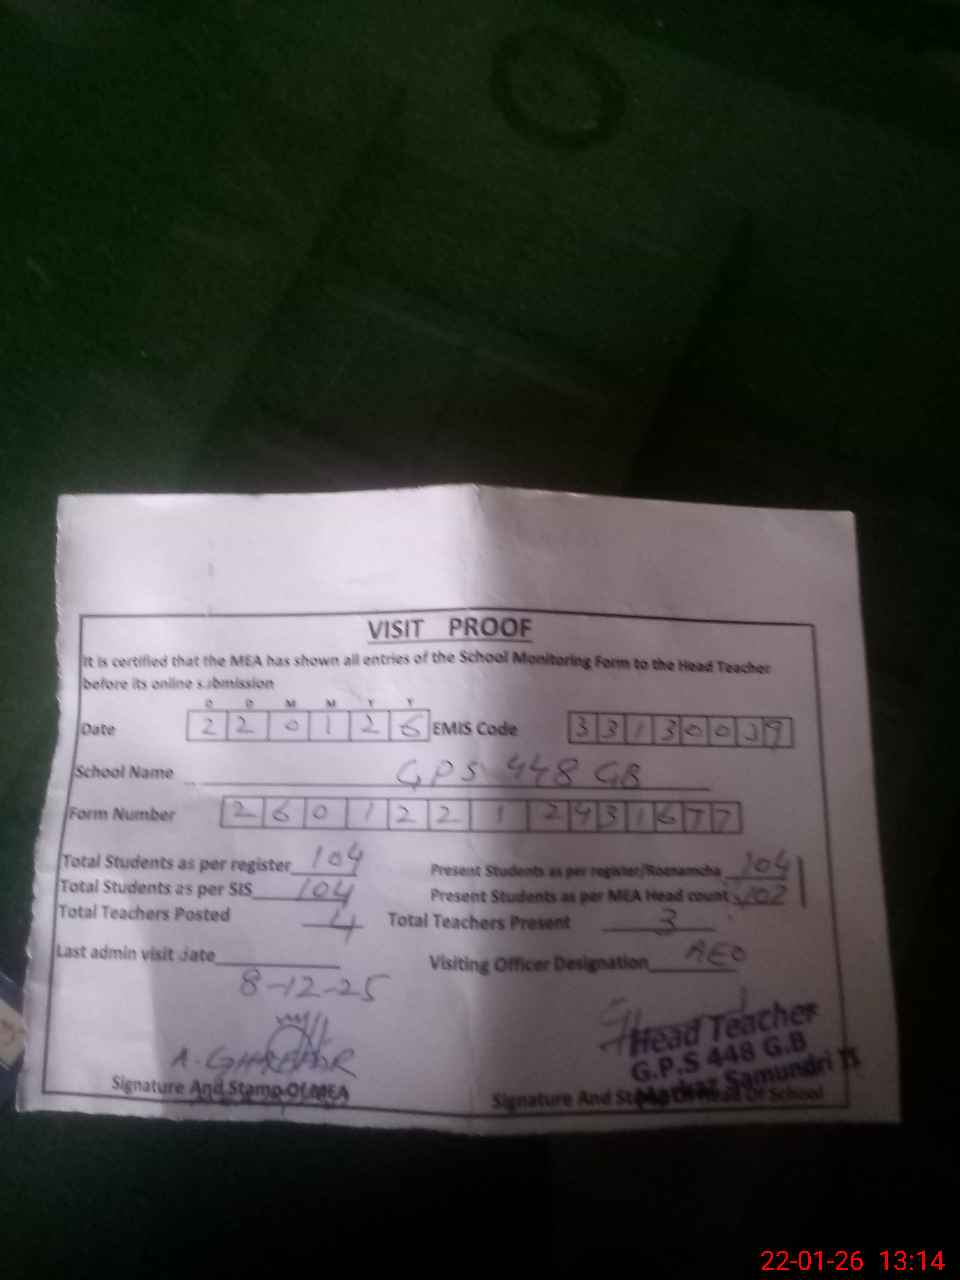 VISIT PROOF
It is certified that the MEA has shown all entries of the School Monitoring Form to the Head Teacher
before its online submission
D D M M Y Y
Date 2 2 0 1 2 6 EMIS Code 3 3 1 3 0 0 9
School Name GPS 448 GB
Form Number 2 6 0 1 2 2 1 2 4 3 1 6 7 7
Total Students as per register 104 Present Students as per register/Roznamcha 104
Total Students as per SIS 104 Present Students as per MEA Head count 102
Total Teachers Posted 4 Total Teachers Present 3
Last admin visit date 8-12-25 Visiting Officer Designation AEO
A. GHAFAR
Head Teacher
G.P.S 448 G.B
Markaz Samundri
Signature And Stamp Of MEA Signature And Stamp Of Head Of School
22-01-26 13:14